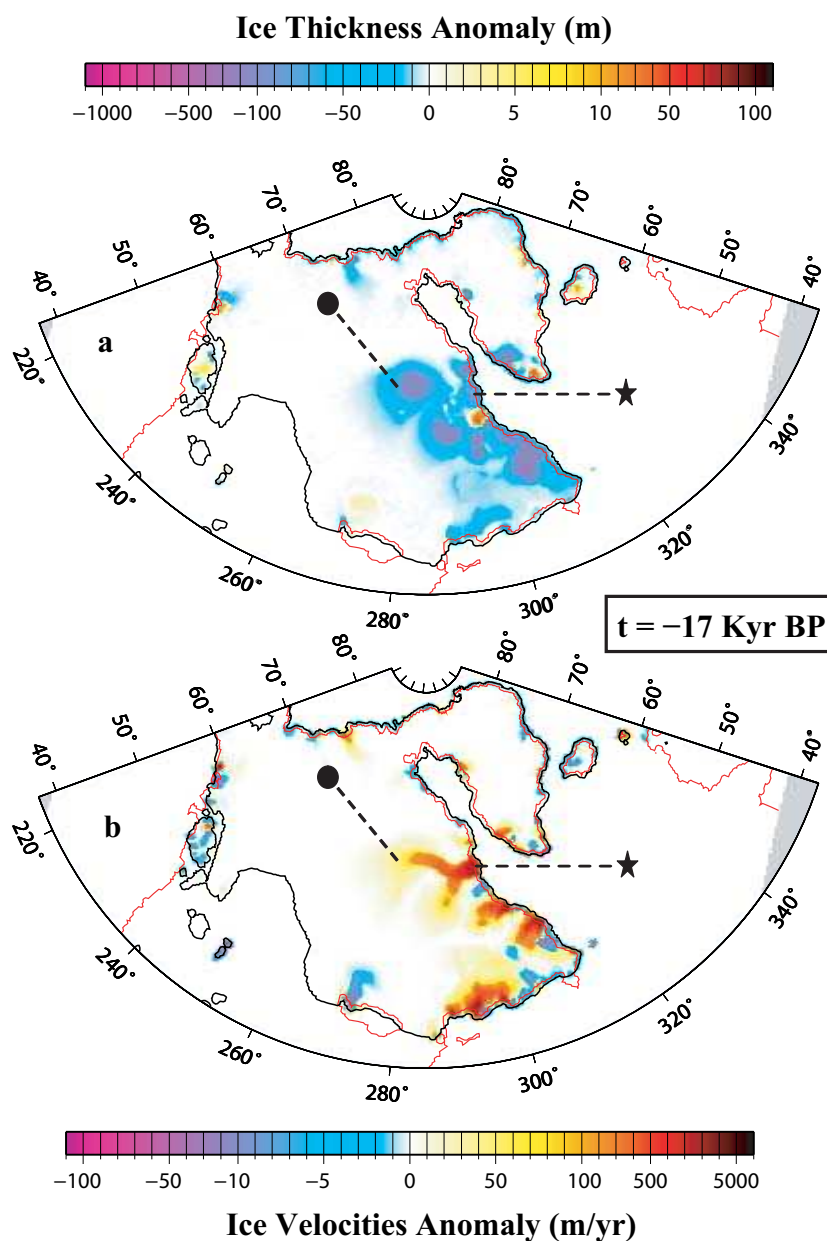 Ice Thickness Anomaly (m)
−1000 −500 −100 −50 0 5 10 50 100
80° 80°
70° 70°
60° 60°
50° 50°
40° 40°
a
220° 340°
240° 320°
260° 280° 300°
t = −17 Kyr BP
80° 80°
70° 70°
60° 60°
50° 50°
40° 40°
b
220° 340°
240° 320°
260° 280° 300°
−100 −50 −10 −5 0 50 100 500 5000
Ice Velocities Anomaly (m/yr)